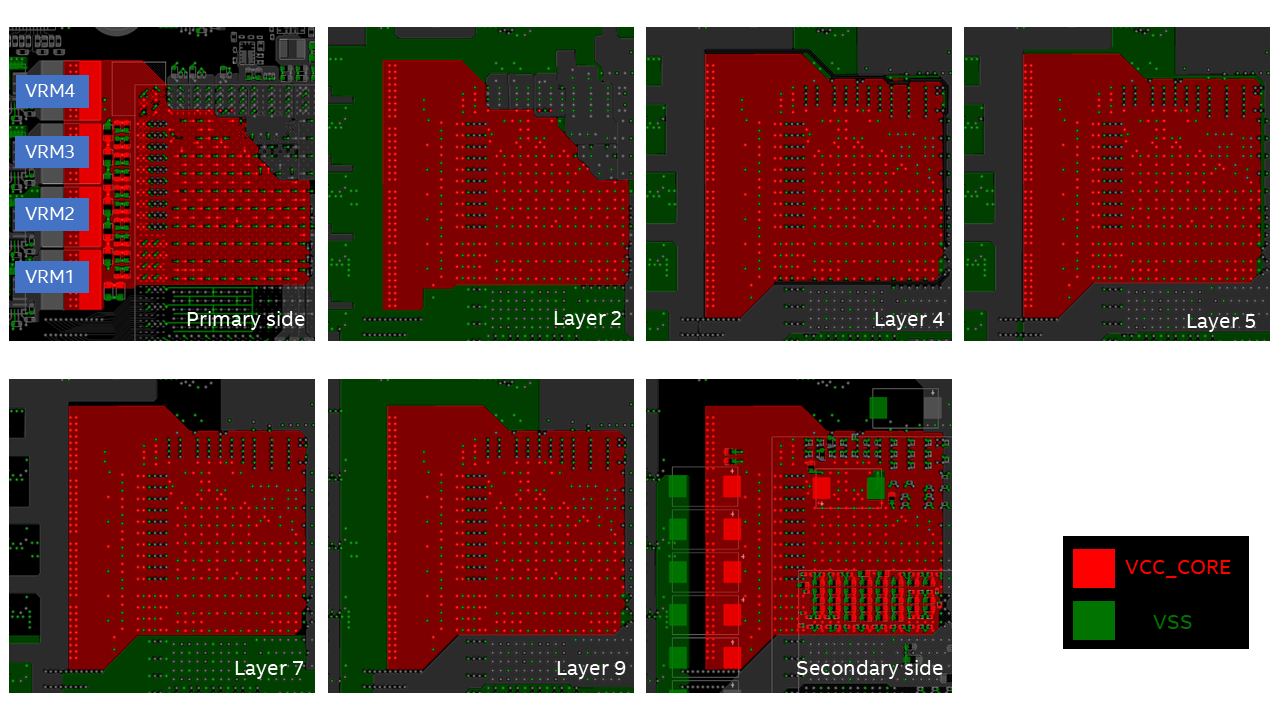 VRM4
VRM3
VRM2
VRM1
Primary side
Layer 2
Layer 4
Layer 5
Layer 7
Layer 9
Secondary side
VCC_CORE
VSS